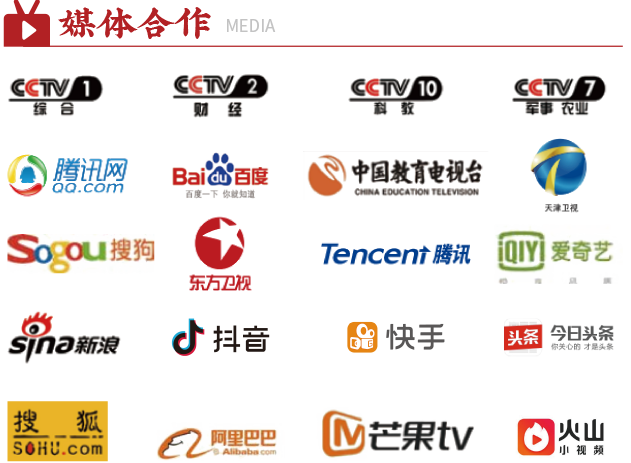 媒体合作 MEDIA
CCTV 1
综合
CCTV 2
财经
CCTV 10
科教
CCTV 7
军事 农业
腾讯网
QQ.com
Bai du 百度
百度一下 你就知道
中国教育电视台
CHINA EDUCATION TELEVISION
天津卫视
Sogou 搜狗
东方卫视
Tencent 腾讯
iQIYI 爱奇艺
sina 新浪
抖音
快手
头条 今日头条
你关心的 才是头条
搜狐
SOHU.com
阿里巴巴
Alibaba.com
芒果tv
火山
小视频